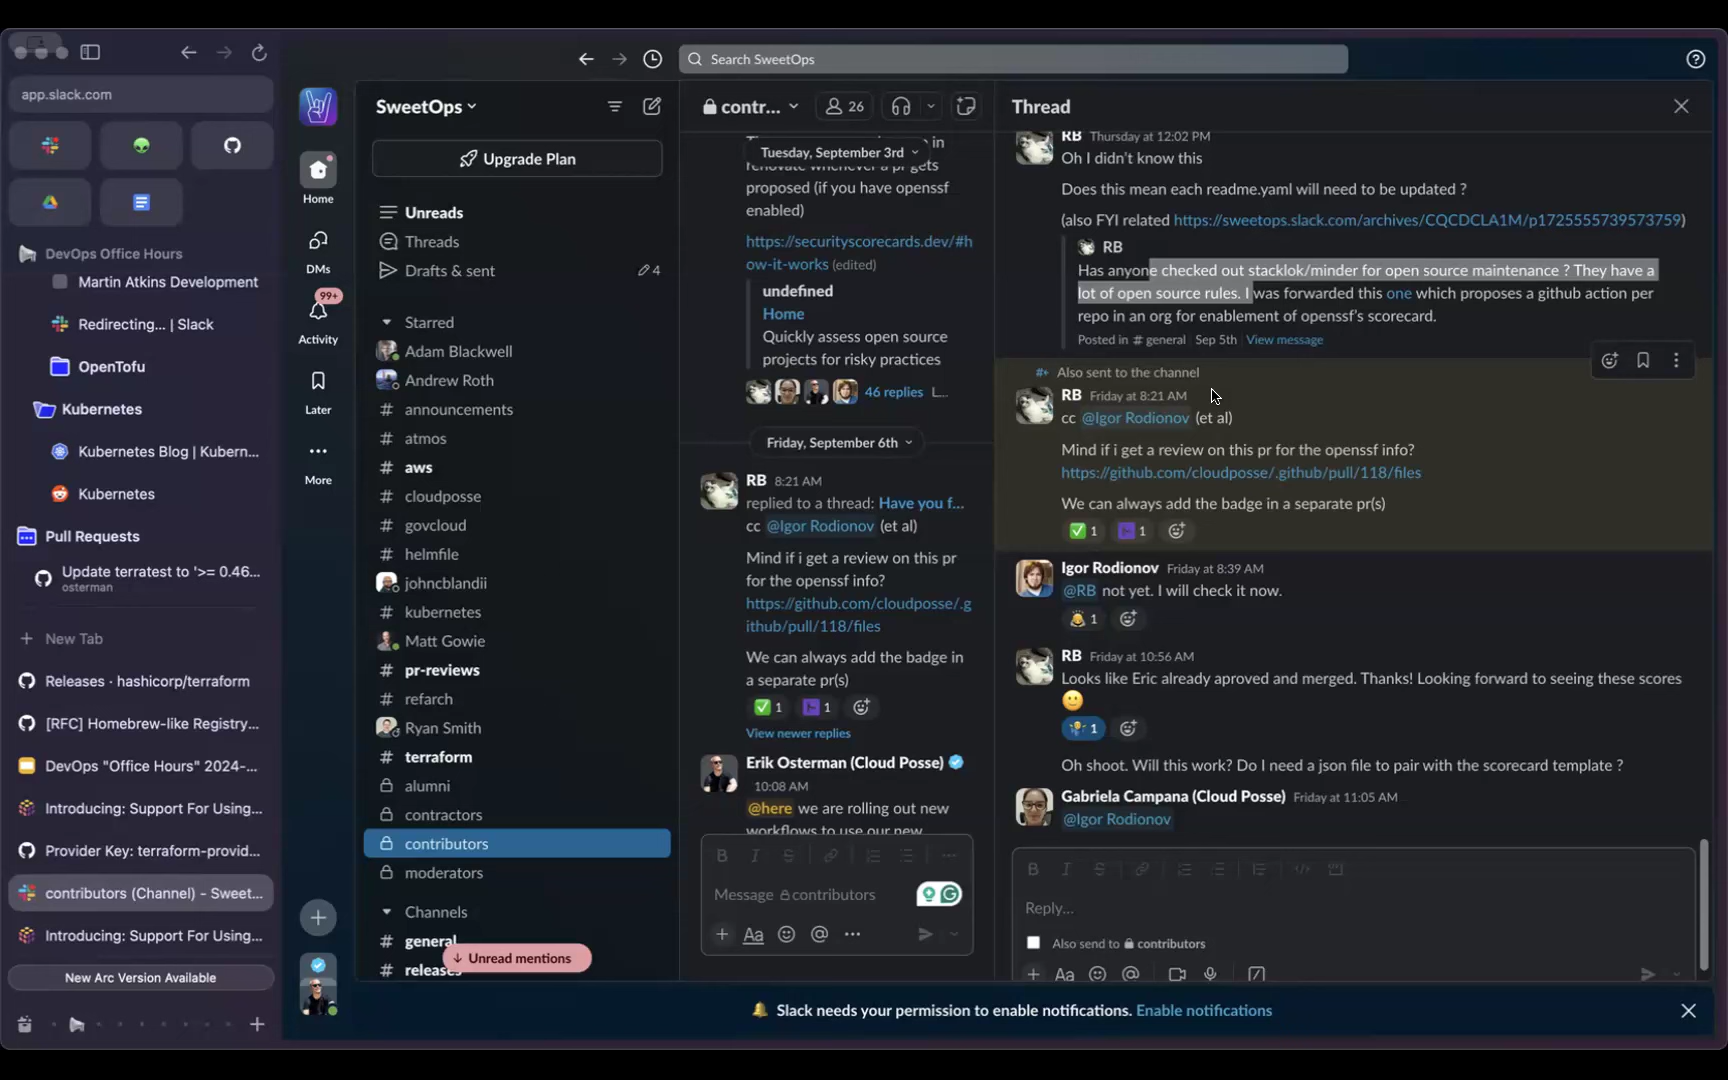 app.slack.com
DevOps Office Hours
Martin Atkins Development
Redirecting... | Slack
OpenTofu
Kubernetes
Kubernetes Blog | Kubern...
Kubernetes
Pull Requests
Update terratest to '>= 0.46...
osterman
New Tab
Releases · hashicorp/terraform
[RFC] Homebrew-like Registry...
DevOps "Office Hours" 2024-...
Introducing: Support For Using...
Provider Key: terraform-provid...
contributors (Channel) - Sweet...
Introducing: Support For Using...
New Arc Version Available
Search SweetOps
Home
DMs
99+
Activity
Later
More
SweetOps
Upgrade Plan
Unreads
Threads
Drafts & sent
4
Starred
Adam Blackwell
Andrew Roth
# announcements
# atmos
# aws
# cloudposse
# govcloud
# helmfile
johncblandii
# kubernetes
Matt Gowie
# pr-reviews
# refarch
Ryan Smith
# terraform
alumni
contractors
contributors
moderators
Channels
# general
# releases
↓ Unread mentions
contr...
26
Tuesday, September 3rd
in
renovate whenever a pr gets
proposed (if you have openssf
enabled)
https://securityscorecards.dev/#h
ow-it-works (edited)
undefined
Home
Quickly assess open source
projects for risky practices
46 replies L...
Friday, September 6th
RB 8:21 AM
replied to a thread: Have you f...
cc @Igor Rodionov (et al)
Mind if i get a review on this pr
for the openssf info?
https://github.com/cloudposse/.g
ithub/pull/118/files
We can always add the badge in
a separate pr(s)
1 1
View newer replies
Erik Osterman (Cloud Posse)
10:08 AM
@here we are rolling out new
workflows to use our new
Message contributors
Aa
Thread
RB Thursday at 12:02 PM
Oh I didn't know this
Does this mean each readme.yaml will need to be updated ?
(also FYI related https://sweetops.slack.com/archives/CQCDCLA1M/p1725555739573759)
RB
Has anyone checked out stacklok/minder for open source maintenance ? They have a
lot of open source rules. I was forwarded this one which proposes a github action per
repo in an org for enablement of openssf's scorecard.
Posted in # general Sep 5th View message
Also sent to the channel
RB Friday at 8:21 AM
cc @Igor Rodionov (et al)
Mind if i get a review on this pr for the openssf info?
https://github.com/cloudposse/.github/pull/118/files
We can always add the badge in a separate pr(s)
1 1
Igor Rodionov Friday at 8:39 AM
@RB not yet. I will check it now.
1
RB Friday at 10:56 AM
Looks like Eric already aproved and merged. Thanks! Looking forward to seeing these scores
1
Oh shoot. Will this work? Do I need a json file to pair with the scorecard template ?
Gabriela Campana (Cloud Posse) Friday at 11:05 AM
@Igor Rodionov
Reply...
Also send to contributors
Aa
Slack needs your permission to enable notifications. Enable notifications